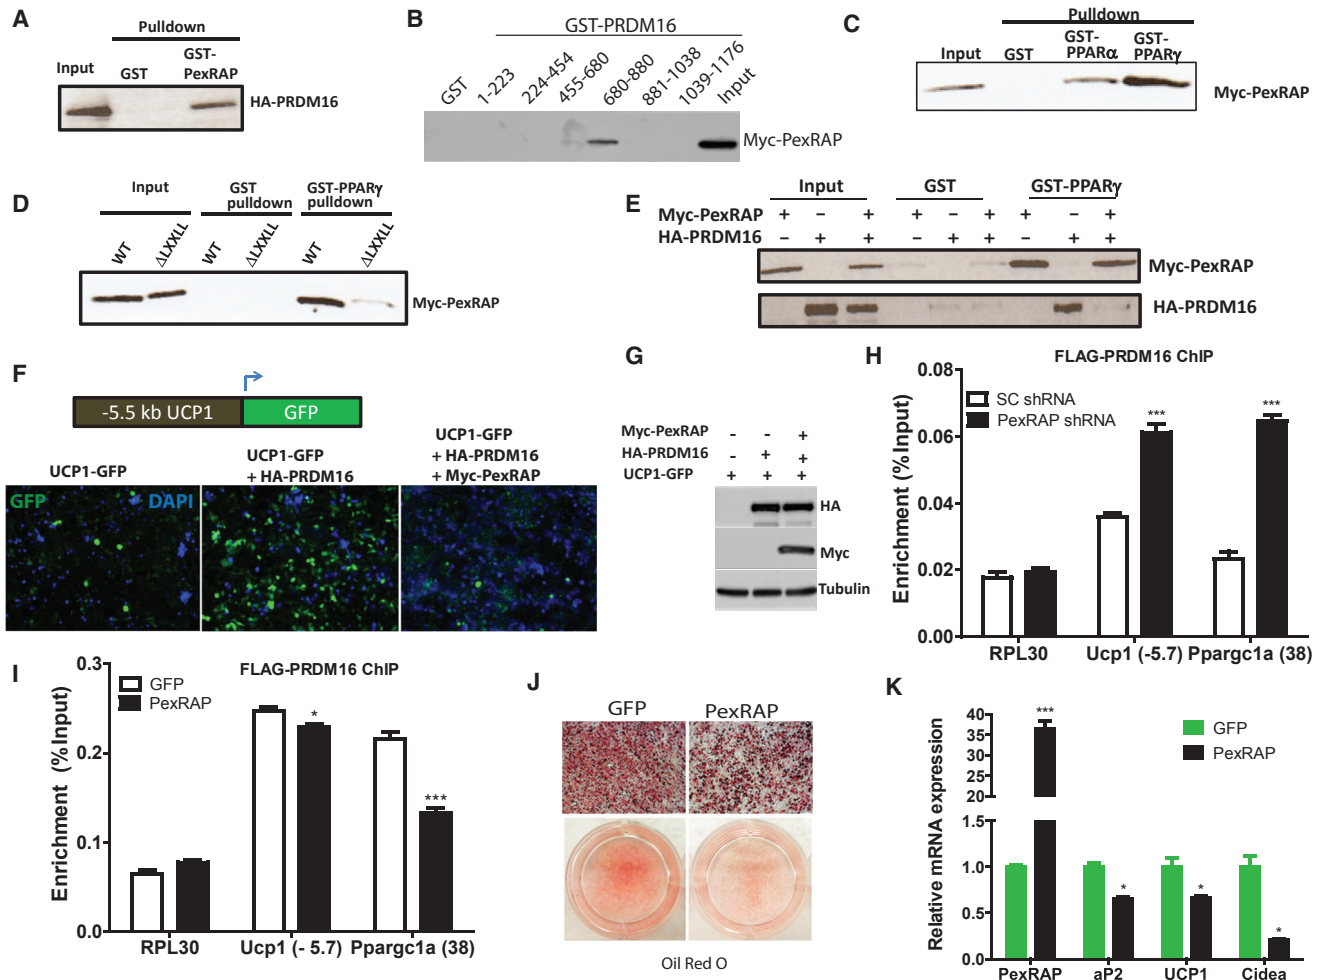 A
Pulldown
Input
GST
GST-
PexRAP
HA-PRDM16
B
GST-PRDM16
GST
1-223
224-454
455-680
680-880
881-1038
1039-1176
Input
Myc-PexRAP
C
Pulldown
Input
GST
GST-
PPARα
GST-
PPARγ
Myc-PexRAP
D
Input
GST
pulldown
GST-PPARγ
pulldown
WT
ΔLXXLL
WT
ΔLXXLL
WT
ΔLXXLL
Myc-PexRAP
E
Input
GST
GST-PPARγ
Myc-PexRAP + – + – – + + – +
HA-PRDM16 – + + – + + – + +
Myc-PexRAP
HA-PRDM16
F
-5.5 kb UCP1
GFP
UCP1-GFP
UCP1-GFP
+ HA-PRDM16
UCP1-GFP
+ HA-PRDM16
+ Myc-PexRAP
GFP
DAPI
G
Myc-PexRAP - - +
HA-PRDM16 - + +
UCP1-GFP + + +
HA
Myc
Tubulin
H
FLAG-PRDM16 ChIP
SC shRNA
PexRAP shRNA
Enrichment (%Input)
0.08
0.06
0.04
0.02
0.00
***
***
RPL30
Ucp1 (-5.7)
Ppargc1a (38)
I
FLAG-PRDM16 ChIP
GFP
PexRAP
Enrichment (%Input)
0.3
0.2
0.1
0.0
*
***
RPL30
Ucp1 (- 5.7)
Ppargc1a (38)
J
GFP
PexRAP
Oil Red O
K
Relative mRNA expression
40
35
30
25
20
1.5
1.0
0.5
0.0
***
*
*
*
GFP
PexRAP
PexRAP
aP2
UCP1
Cidea